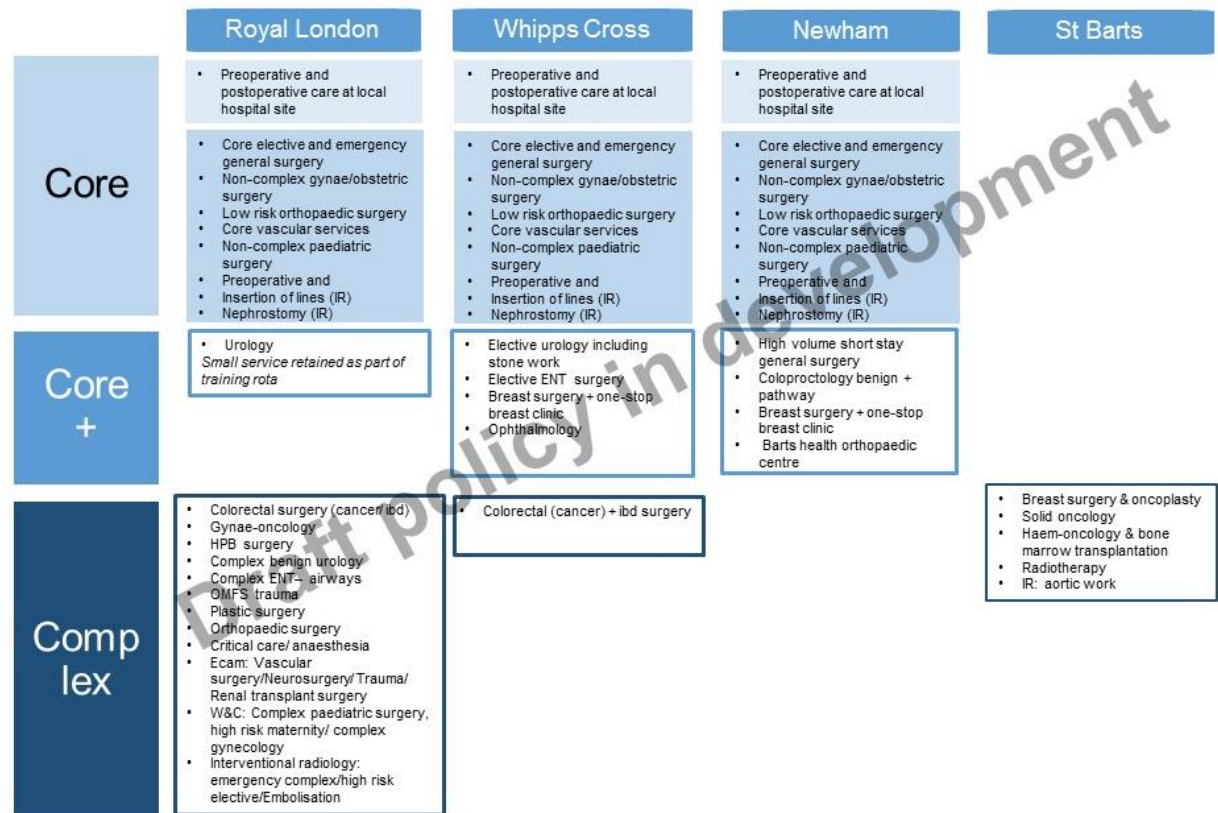 Royal London
Whipps Cross
Newham
St Barts
Core
• Preoperative and
postoperative care at local
hospital site
• Preoperative and
postoperative care at local
hospital site
• Preoperative and
postoperative care at local
hospital site
• Core elective and emergency
general surgery
• Non-complex gynae/obstetric
surgery
• Low risk orthopaedic surgery
• Core vascular services
• Non-complex paediatric
surgery
• Preoperative and
• Insertion of lines (IR)
• Nephrostomy (IR)
• Core elective and emergency
general surgery
• Non-complex gynae/obstetric
surgery
• Low risk orthopaedic surgery
• Core vascular services
• Non-complex paediatric
surgery
• Preoperative and
• Insertion of lines (IR)
• Nephrostomy (IR)
• Core elective and emergency
general surgery
• Non-complex gynae/obstetric
surgery
• Low risk orthopaedic surgery
• Core vascular services
• Non-complex paediatric
surgery
• Preoperative and
• Insertion of lines (IR)
• Nephrostomy (IR)
Core
+
• Urology
Small service retained as part of
training rota
• Elective urology including
stone work
• Elective ENT surgery
• Breast surgery + one-stop
breast clinic
• Ophthalmology
• High volume short stay
general surgery
• Coloproctology benign +
pathway
• Breast surgery + one-stop
breast clinic
• Barts health orthopaedic
centre
Comp
lex
• Colorectal surgery (cancer/ibd)
• Gynae-oncology
• HPB surgery
• Complex benign urology
• Complex ENT– airways
• OMFS trauma
• Plastic surgery
• Orthopaedic surgery
• Critical care/ anaesthesia
• Ecam: Vascular
surgery/Neurosurgery/Trauma/
Renal transplant surgery
• W&C: Complex paediatric surgery,
high risk maternity/ complex
gynecology
• Interventional radiology:
emergency complex/high risk
elective/Embolisation
• Colorectal (cancer) + ibd surgery
• Breast surgery & oncoplasty
• Solid oncology
• Haem-oncology & bone
marrow transplantation
• Radiotherapy
• IR: aortic work
Draft policy in development